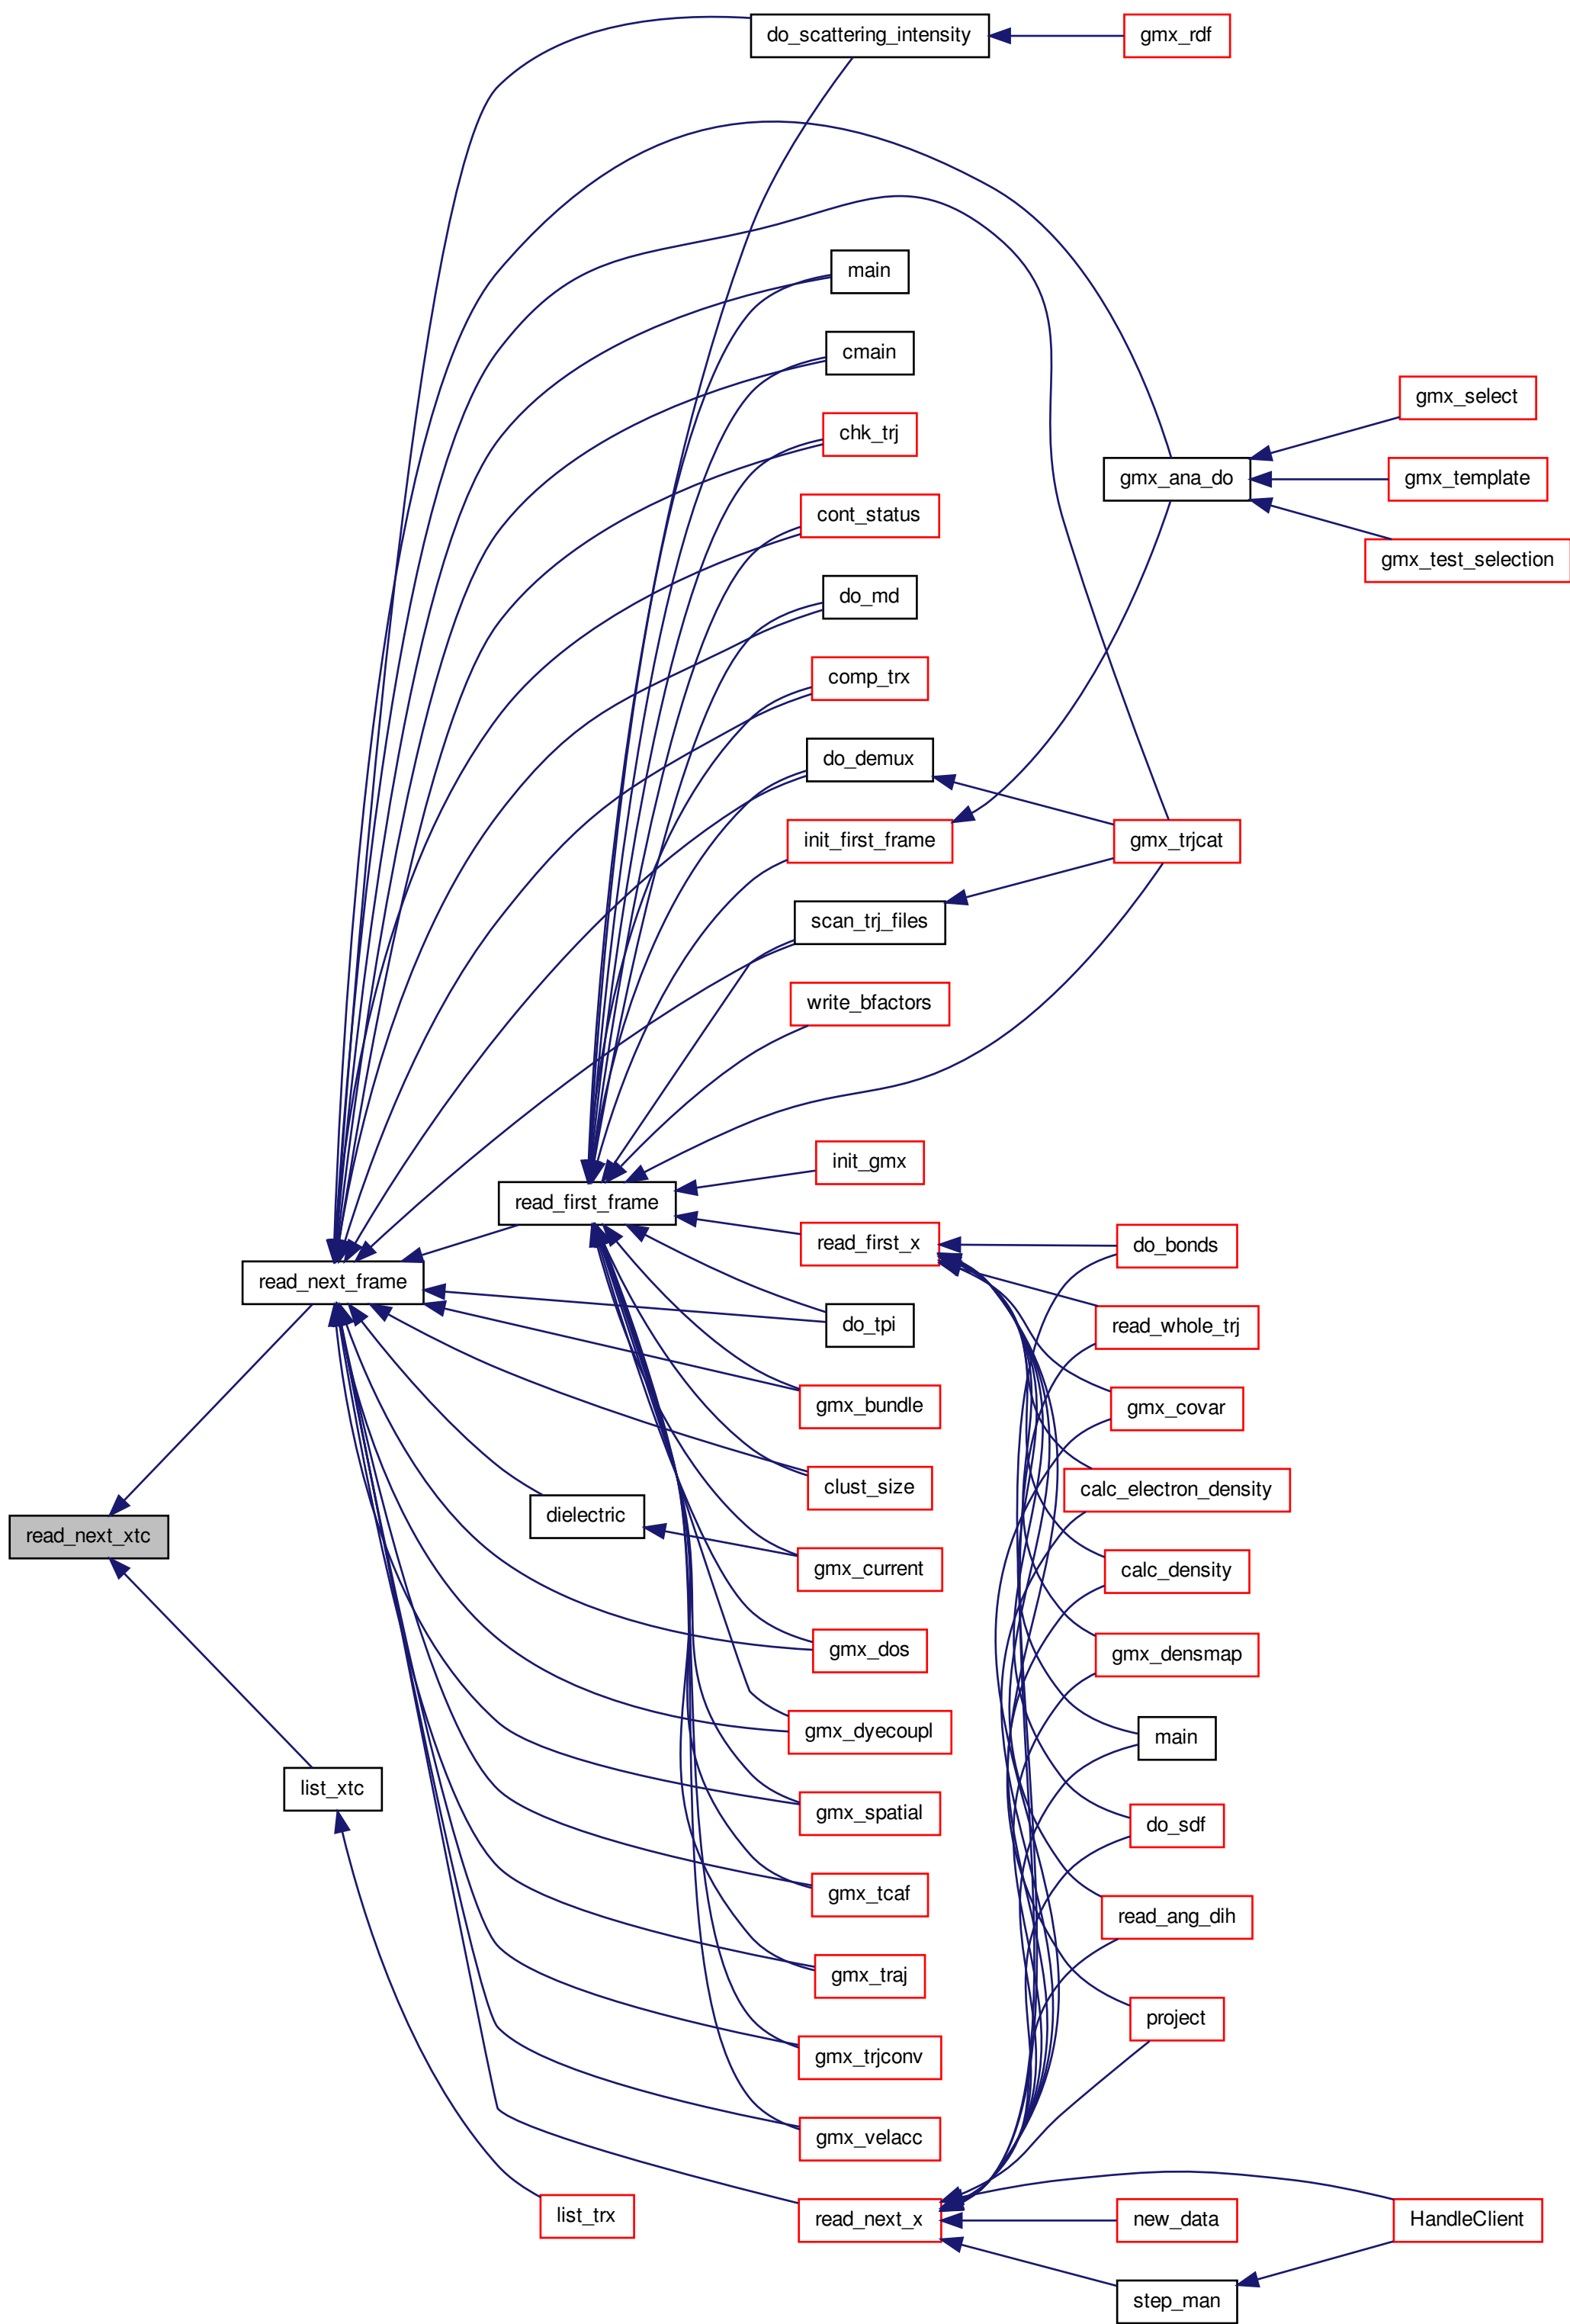 do_scattering_intensity
gmx_rdf
main
cmain
gmx_select
chk_trj
gmx_ana_do
gmx_template
cont_status
gmx_test_selection
do_md
comp_trx
do_demux
init_first_frame
gmx_trjcat
scan_trj_files
write_bfactors
init_gmx
read_first_frame
read_first_x
do_bonds
read_next_frame
do_tpi
read_whole_trj
gmx_bundle
gmx_covar
clust_size
calc_electron_density
dielectric
read_next_xtc
gmx_current
calc_density
gmx_dos
gmx_densmap
gmx_dyecoupl
main
list_xtc
gmx_spatial
do_sdf
gmx_tcaf
read_ang_dih
gmx_traj
project
gmx_trjconv
gmx_velacc
list_trx
read_next_x
new_data
HandleClient
step_man